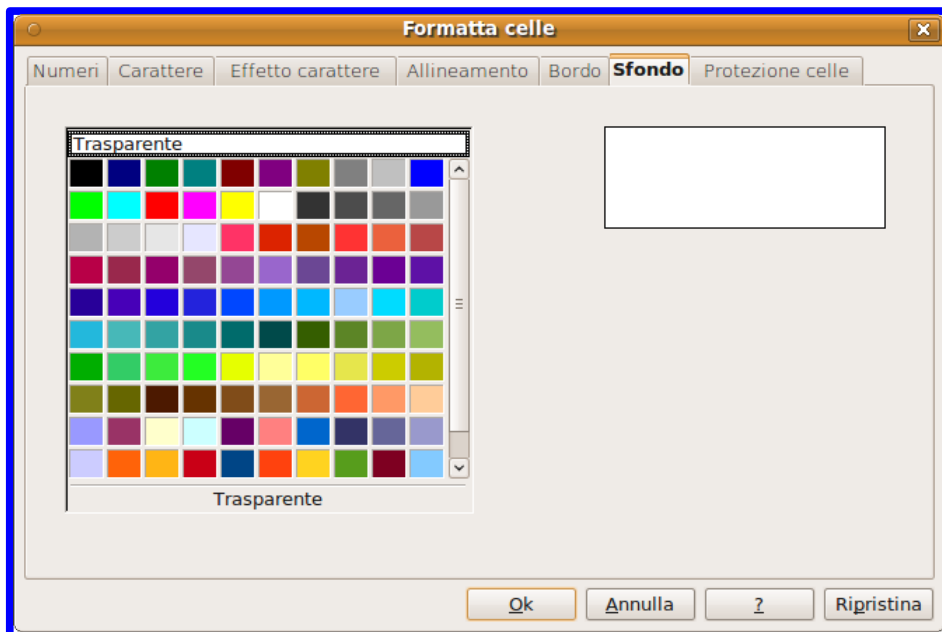 Formatta celle
Numeri Carattere Effetto carattere Allineamento Bordo Sfondo Protezione celle
Trasparente
Trasparente
Ok Annulla ? Ripristina